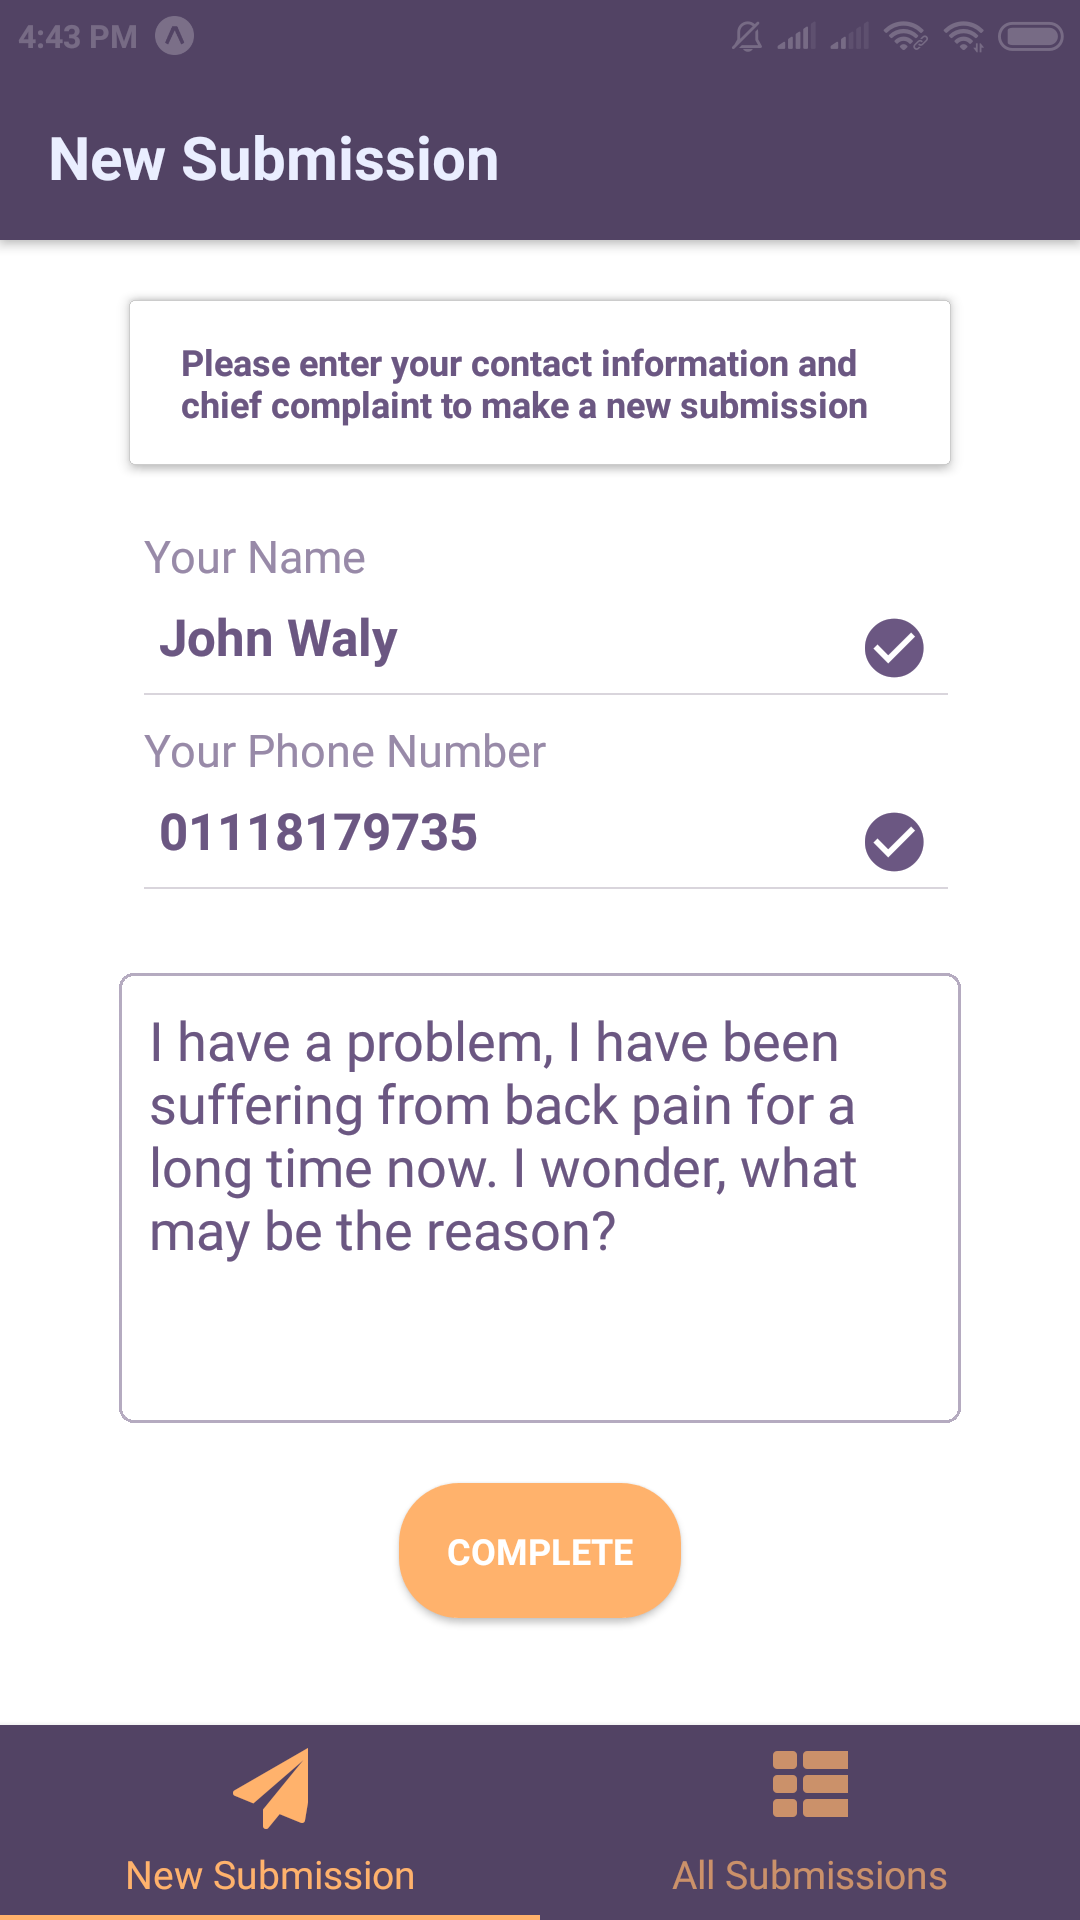 4:43 PM
New Submission
Please enter your contact information and
chief complaint to make a new submission
Your Name
John Waly
Your Phone Number
01118179735
I have a problem, I have been
suffering from back pain for a
long time now. I wonder, what
may be the reason?
COMPLETE
New Submission
All Submissions